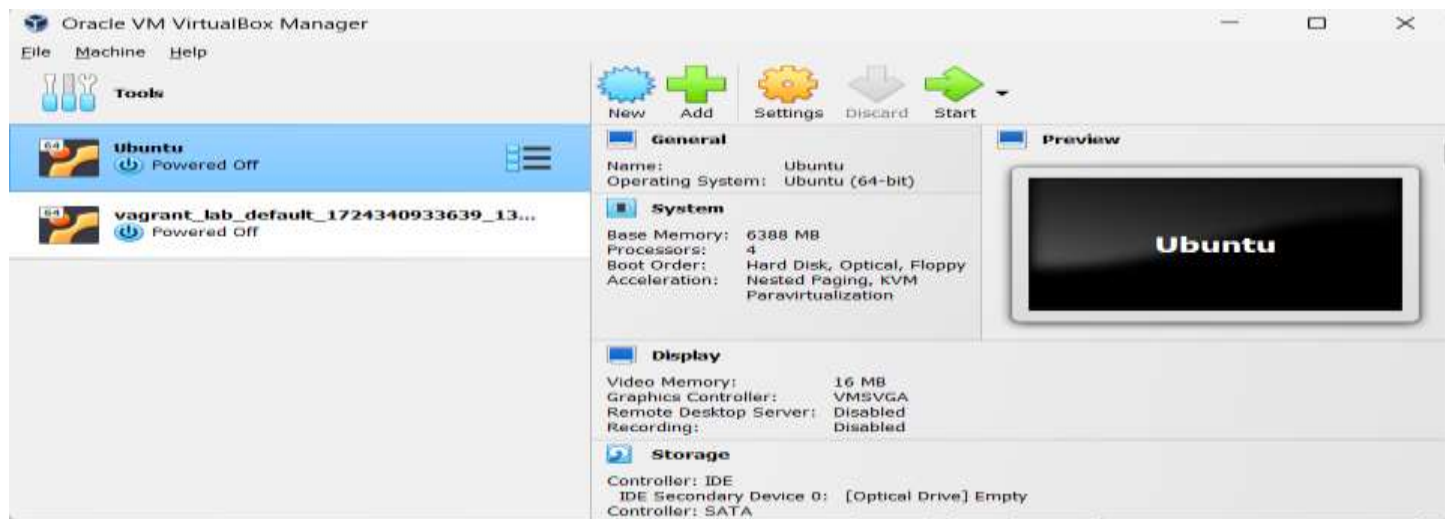 Oracle VM VirtualBox Manager
File Machine Help
Tools
64
Ubuntu
Powered Off
64
vagrant_lab_default_1724340933639_13...
Powered Off
New Add Settings Discard Start
General
Name: Ubuntu
Operating System: Ubuntu (64-bit)
System
Base Memory: 6388 MB
Processors: 4
Boot Order: Hard Disk, Optical, Floppy
Acceleration: Nested Paging, KVM
Paravirtualization
Preview
Ubuntu
Display
Video Memory: 16 MB
Graphics Controller: VMSVGA
Remote Desktop Server: Disabled
Recording: Disabled
Storage
Controller: IDE
IDE Secondary Device 0: [Optical Drive] Empty
Controller: SATA